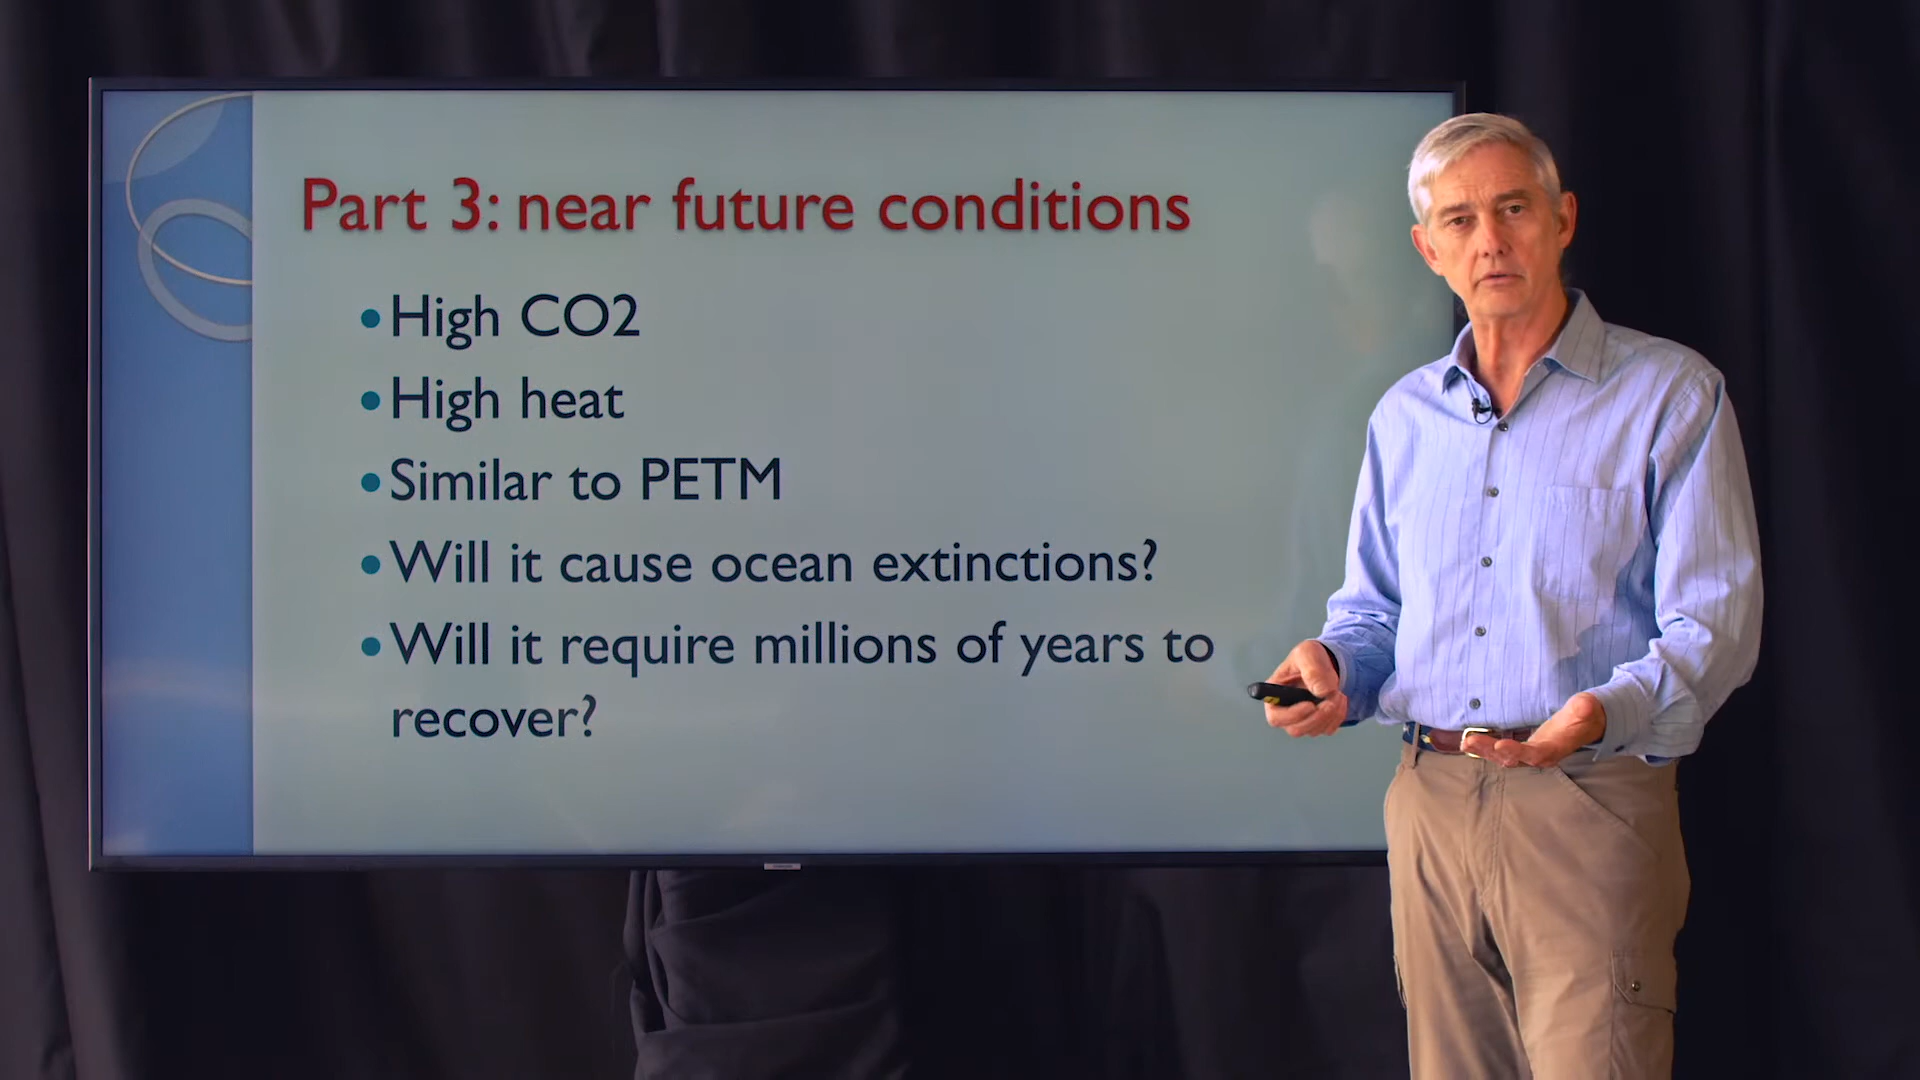 Part 3: near future conditions
•High CO2
•High heat
•Similar to PETM
•Will it cause ocean extinctions?
•Will it require millions of years to
recover?